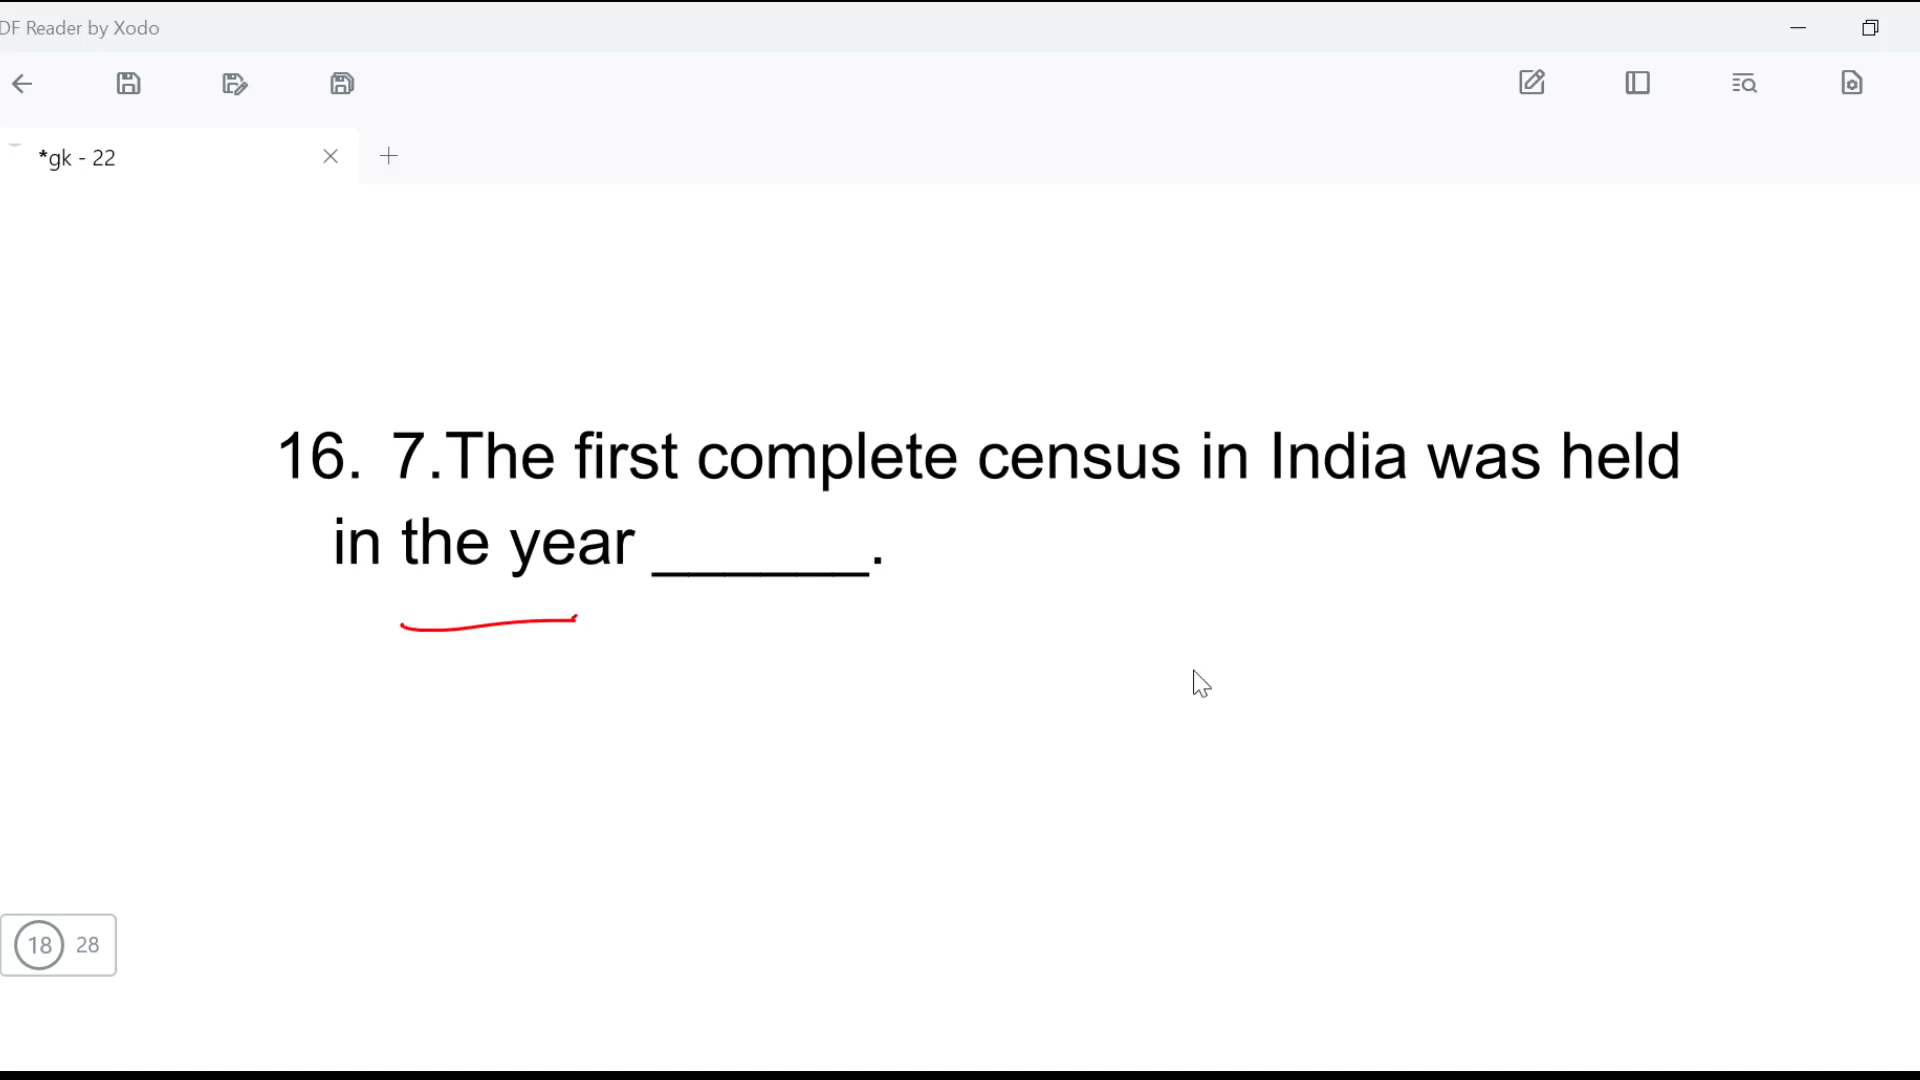 DF Reader by Xodo
*gk - 22
16. 7.The first complete census in India was held
in the year ______.
18 28